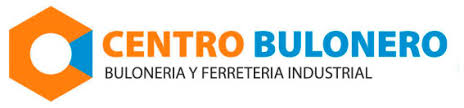 CENTRO BULONERO
BULONERIA Y FERRETERIA INDUSTRIAL